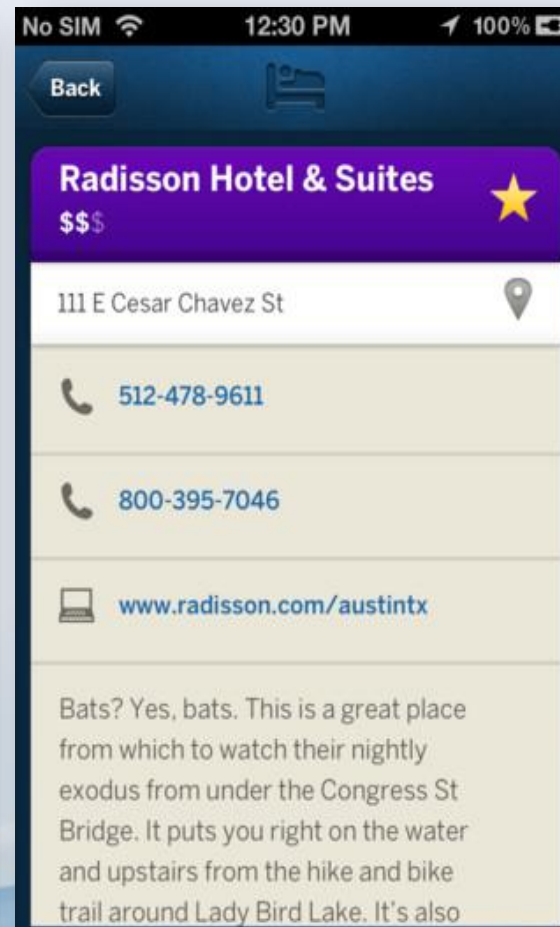 No SIM 12:30 PM 100%
Back
Radisson Hotel & Suites
$$$
111 E Cesar Chavez St
512-478-9611
800-395-7046
www.radisson.com/austintx
Bats? Yes, bats. This is a great place
from which to watch their nightly
exodus from under the Congress St
Bridge. It puts you right on the water
and upstairs from the hike and bike
trail around Lady Bird Lake. It's also